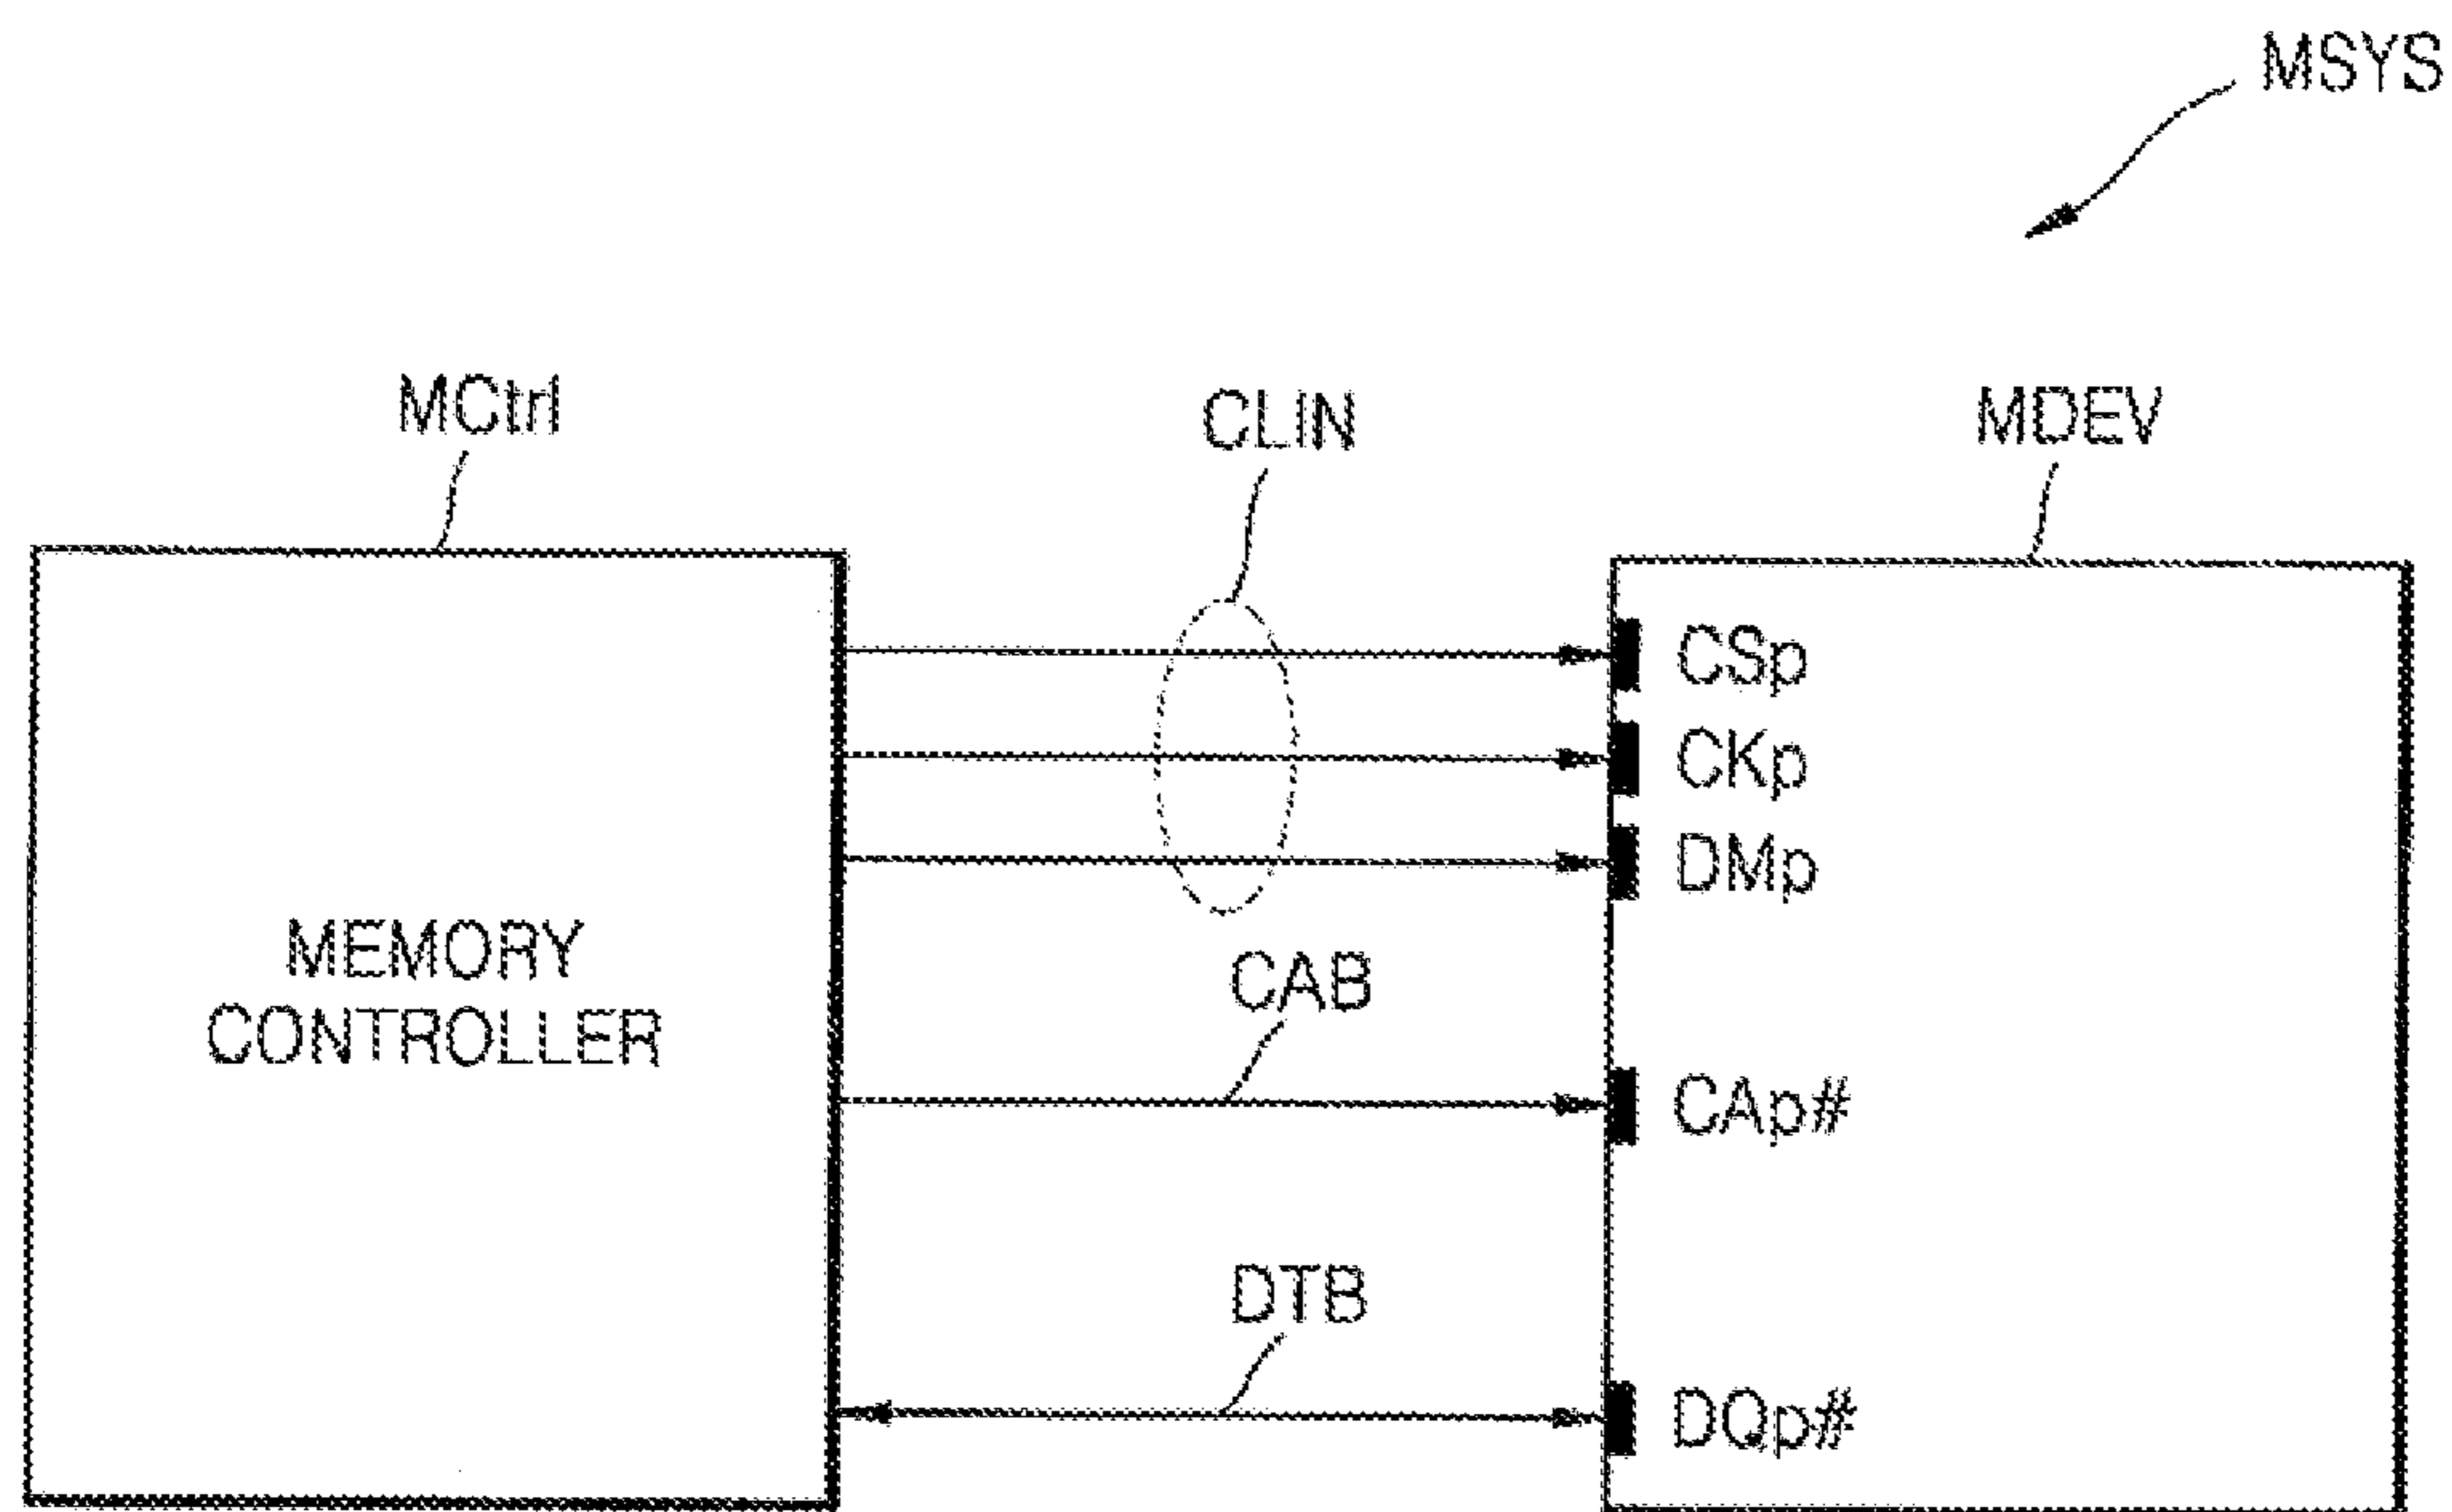 MSYS
MCtrl
CLIN
MDEV
CSp
CKp
DMp
MEMORY
CONTROLLER
CAB
CAp#
DTB
DQp#